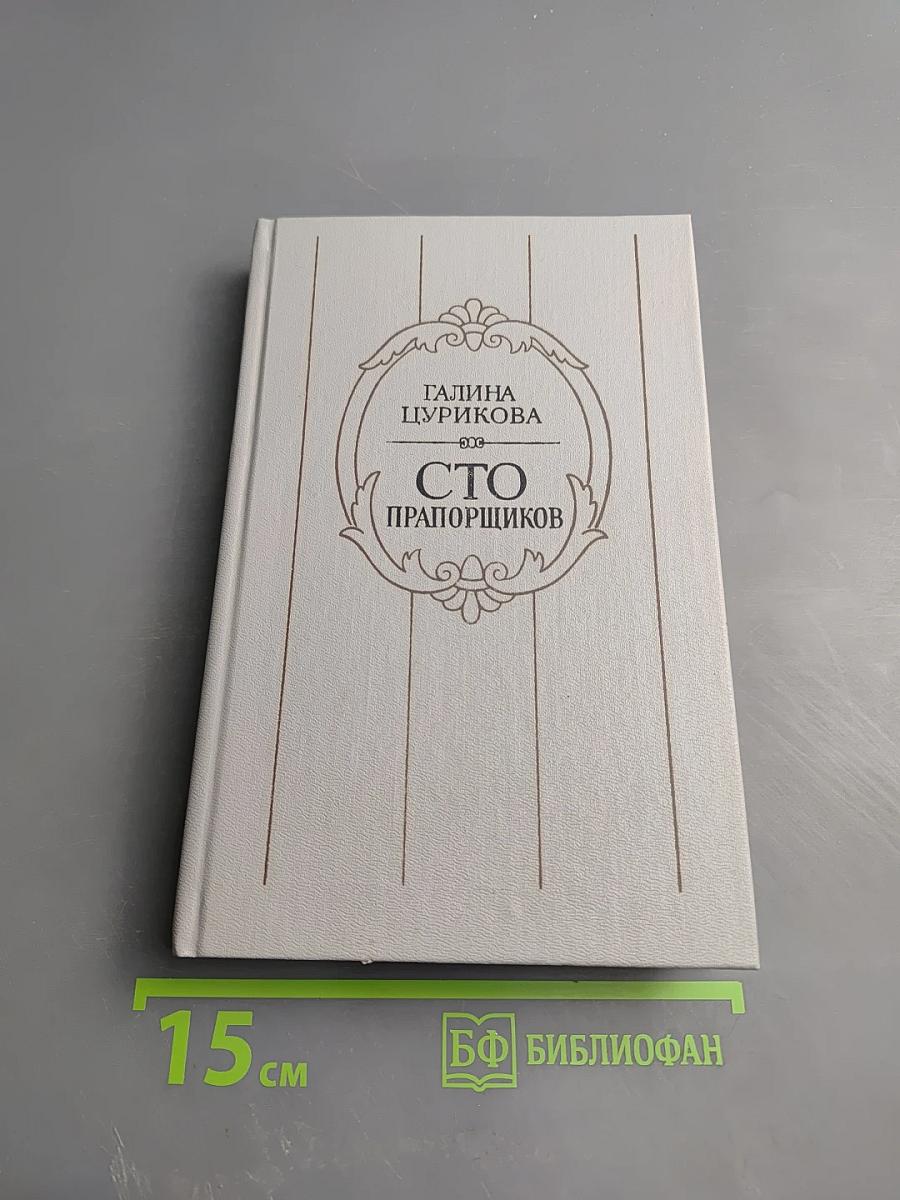 ГАЛИНА
ЦУРИКОВА
СТО
ПРАПОРЩИКОВ
15 см
БФ БИБЛИОФАН